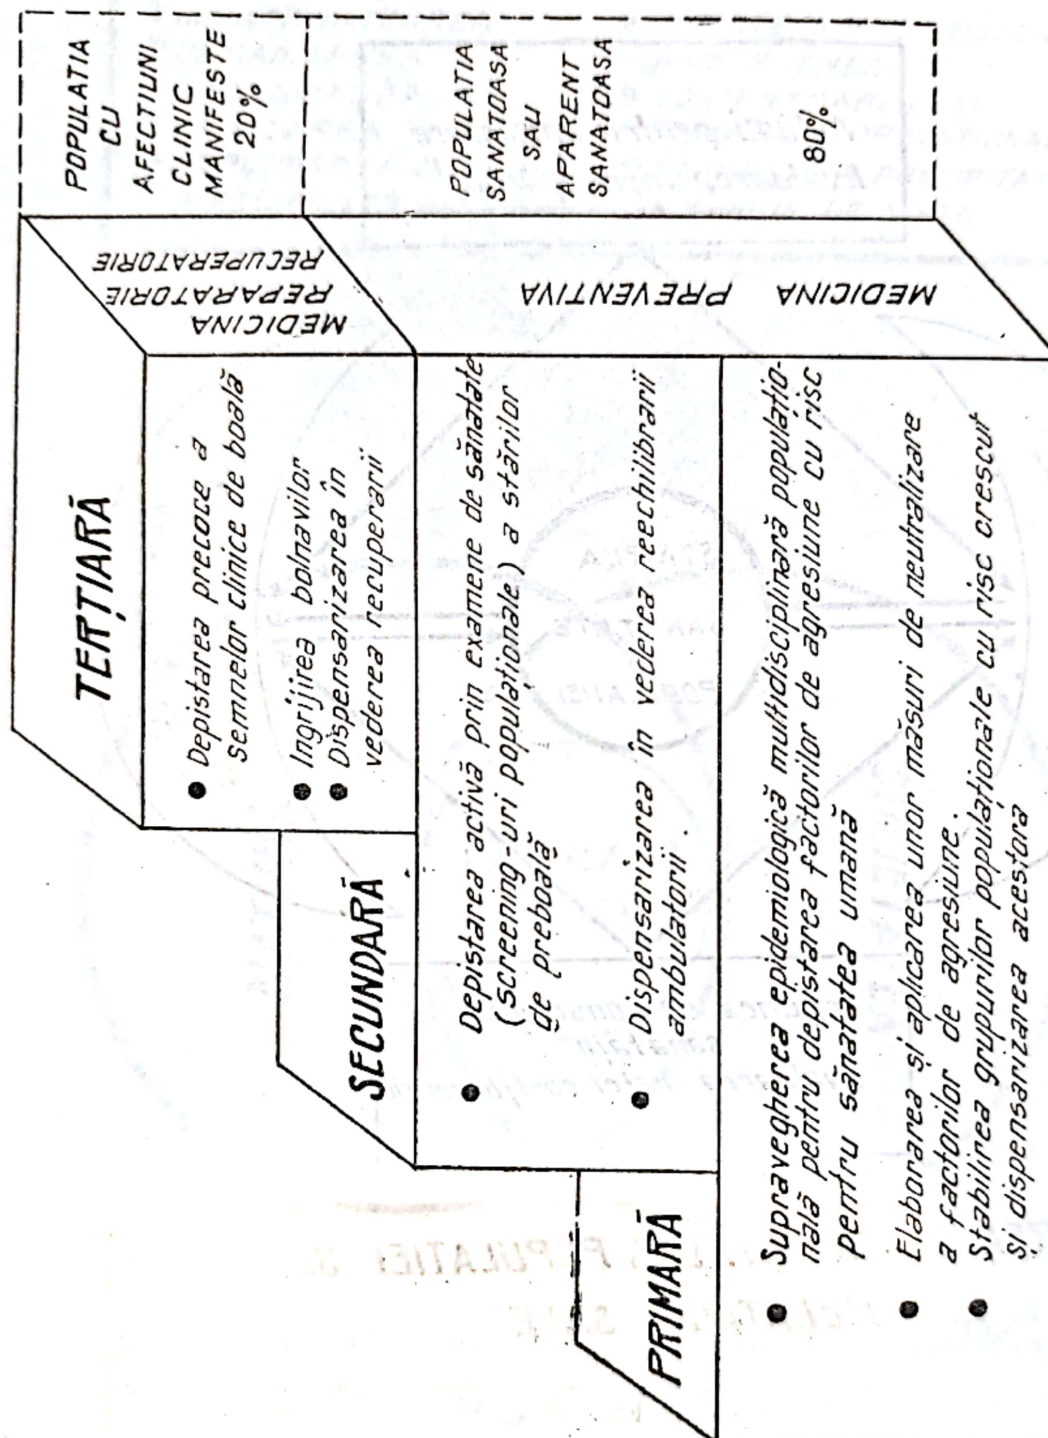 TERȚIARĂ
● Depistarea precoce a
semnelor clinice de boală
● Ingrijirea bolnavilor
● Dispensarizarea în
vederea recuperarii
MEDICINA
REPARATORIE
RECUPERATORIE
POPULATIA
CU
AFECTIUNI
CLINIC
MANIFESTE
20%
SECUNDARĂ
● Depistarea activă prin examene de sănătate
(screening-uri populaționale) a stărilor
de preboală
● Dispensarizarea în vederea reechilibrarii
ambulatorii.
PRIMARĂ
● Supravegherea epidemiologică multidisciplinară populațio-
nală pentru depistarea factorilor de agresiune cu risc
pentru sănătatea umană
● Elaborarea și aplicarea unor măsuri de neutralizare
a factorilor de agresiune.
● Stabilirea grupurilor populaționale cu risc crescut
și dispensarizarea acestora
MEDICINA PREVENTIVA
POPULATIA
SANATOASA
SAU
APARENT
SANATOASA
80%